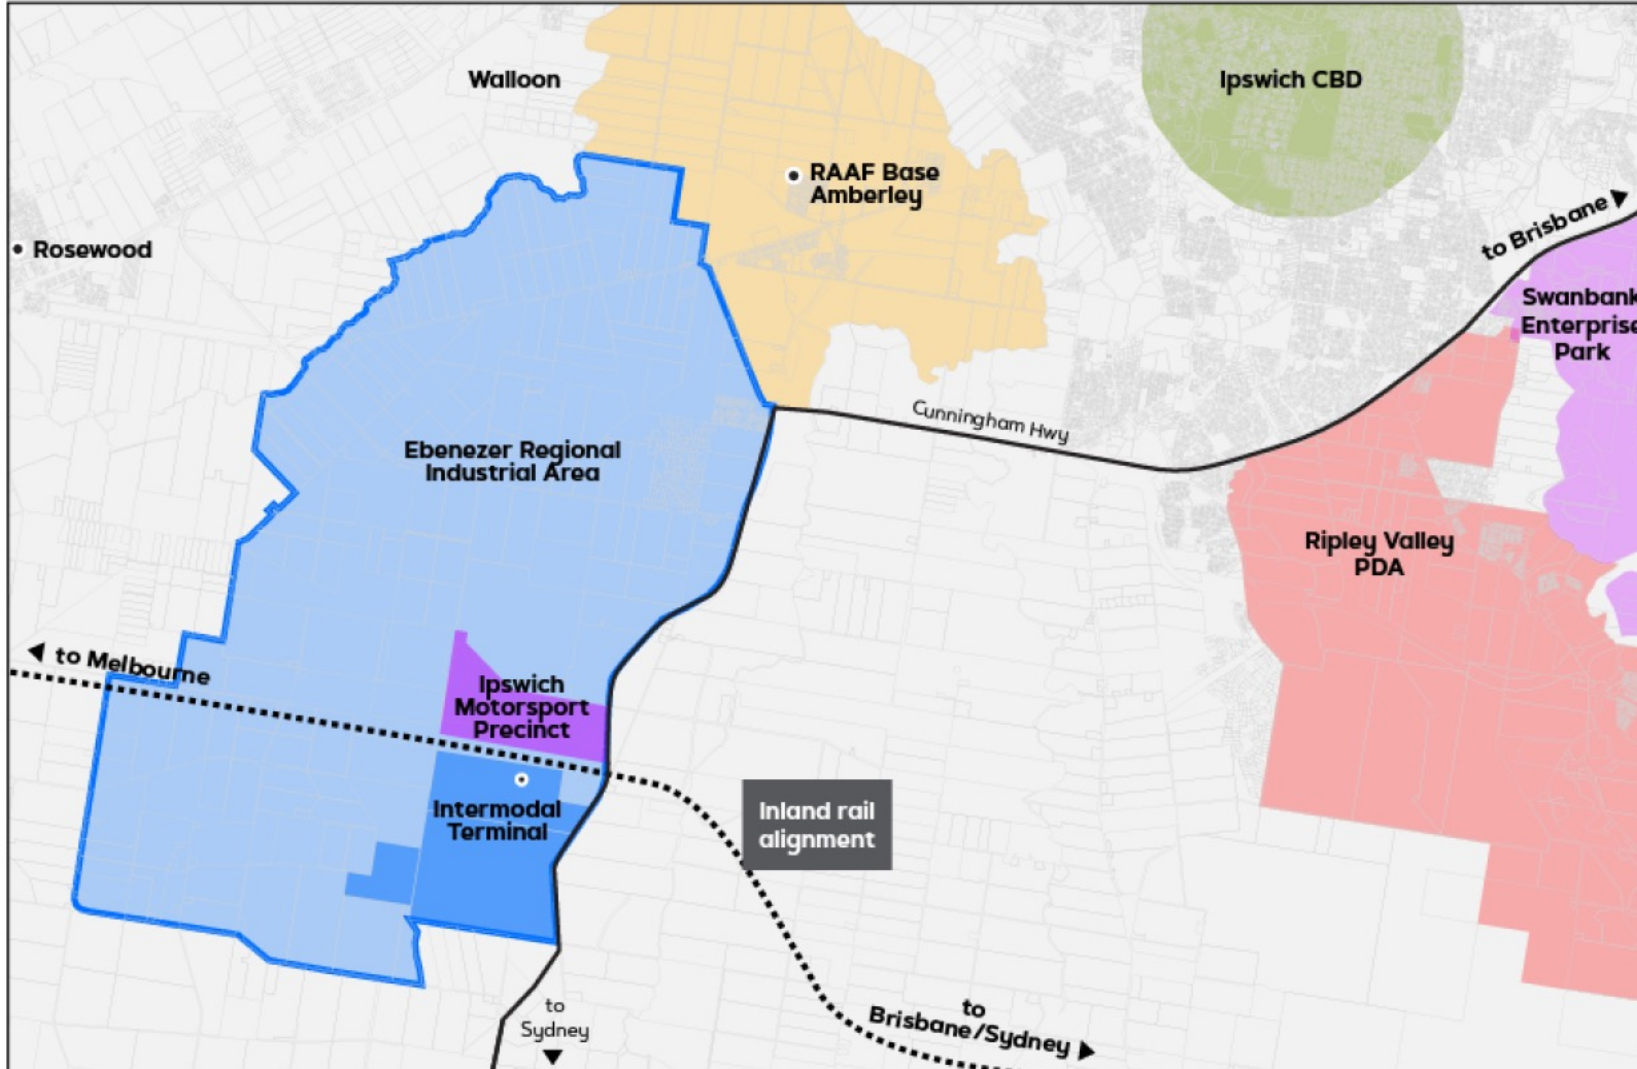 Walloon
Ipswich CBD
RAAF Base
Amberley
to Brisbane
Rosewood
Swanbank
Enterprise
Park
Cunningham Hwy
Ebenezer Regional
Industrial Area
Ripley Valley
PDA
to Melbourne
Ipswich
Motorsport
Precinct
Intermodal
Terminal
Inland rail
alignment
to
Sydney
to
Brisbane/Sydney